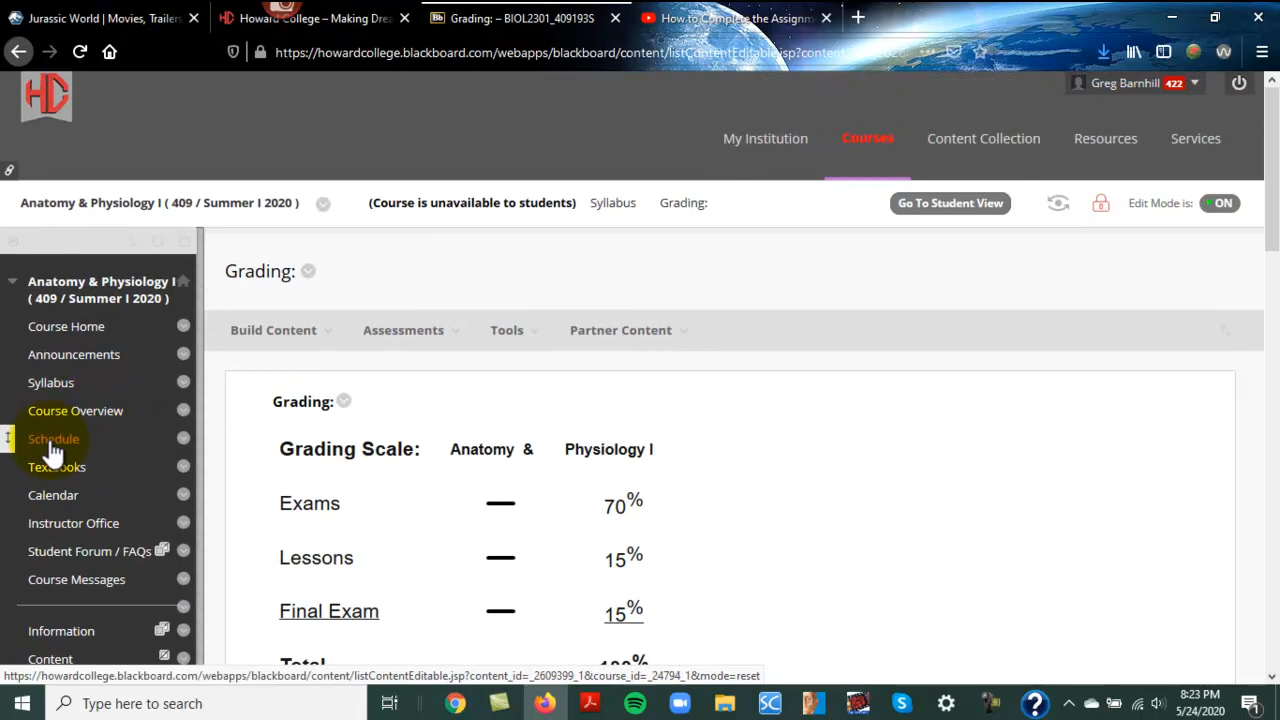 Jurassic World | Movies, Trailers
Howard College – Making Drea
Grading: – BIOL2301_409193S
How to Complete the Assignm
https://howardcollege.blackboard.com/webapps/blackboard/content/listContentEditable.jsp?content
HC
Greg Barnhill 422
My Institution
Courses
Content Collection
Resources
Services
Anatomy & Physiology I ( 409 / Summer I 2020 )
(Course is unavailable to students)
Syllabus
Grading:
Go To Student View
Edit Mode is: ON
Anatomy & Physiology I
( 409 / Summer I 2020 )
Course Home
Announcements
Syllabus
Course Overview
Schedule
Textbooks
Calendar
Instructor Office
Student Forum / FAQs
Course Messages
Information
Content
Grading:
Build Content
Assessments
Tools
Partner Content
Grading:
Grading Scale: Anatomy & Physiology I
Exams — 70%
Lessons — 15%
Final Exam — 15%
Total 100%
https://howardcollege.blackboard.com/webapps/blackboard/content/listContentEditable.jsp?content_id=_2609399_1&course_id=_24794_1&mode=reset
Type here to search
8:23 PM
5/24/2020